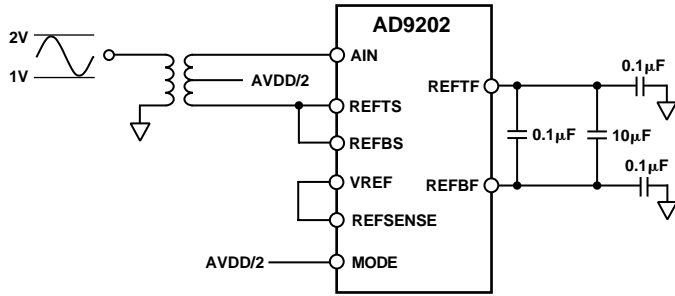 AD9202
2V
1V
AIN
AVDD/2
REFTS
REFBS
VREF
REFSENSE
AVDD/2
MODE
REFTF
REFBF
0.1µF
0.1µF
10µF
0.1µF